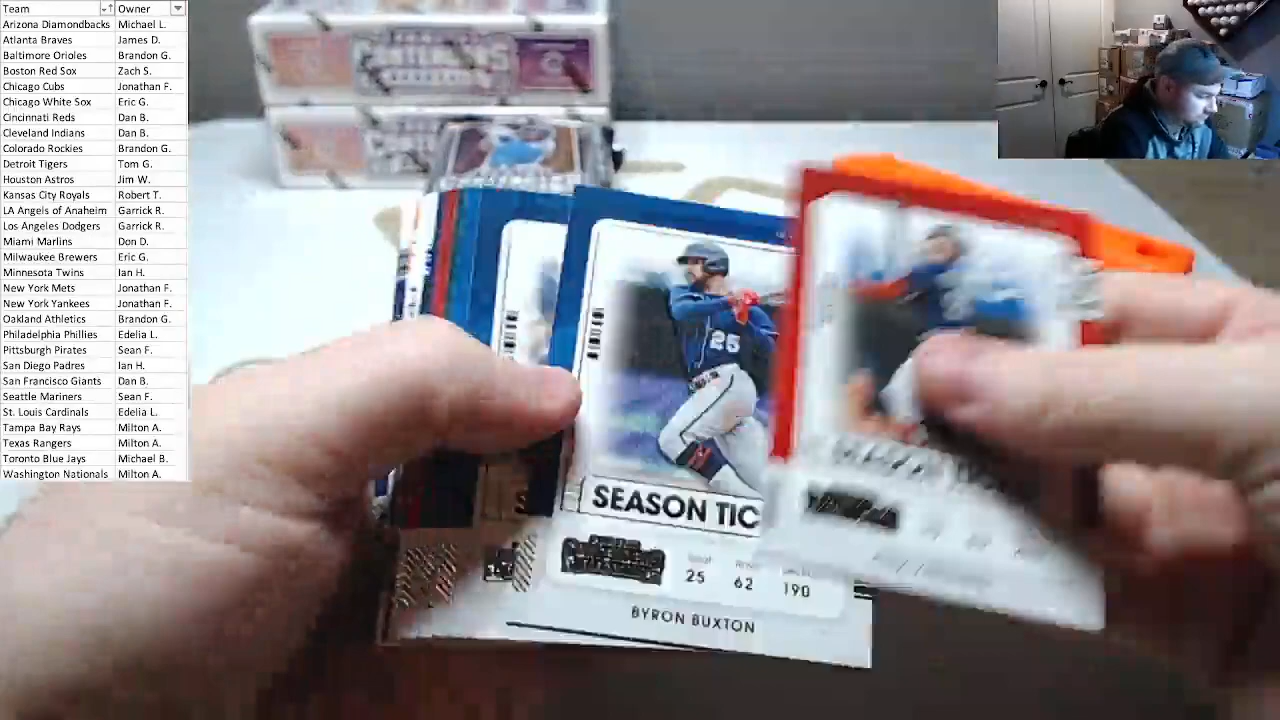 Team Owner
Arizona Diamondbacks Michael L.
Atlanta Braves James D.
Baltimore Orioles Brandon G.
Boston Red Sox Zach S.
Chicago Cubs Jonathan F.
Chicago White Sox Eric G.
Cincinnati Reds Dan B.
Cleveland Indians Dan B.
Colorado Rockies Brandon G.
Detroit Tigers Tom G.
Houston Astros Jim W.
Kansas City Royals Robert T.
LA Angels of Anaheim Garrick R.
Los Angeles Dodgers Garrick R.
Miami Marlins Don D.
Milwaukee Brewers Eric G.
Minnesota Twins Ian H.
New York Mets Jonathan F.
New York Yankees Jonathan F.
Oakland Athletics Brandon G.
Philadelphia Phillies Edelia L.
Pittsburgh Pirates Sean F.
San Diego Padres Ian H.
San Francisco Giants Dan B.
Seattle Mariners Sean F.
St. Louis Cardinals Edelia L.
Tampa Bay Rays Milton A.
Texas Rangers Milton A.
Toronto Blue Jays Michael B.
Washington Nationals Milton A.
25
SEASON TIC
25 62 190
BYRON BUXTON